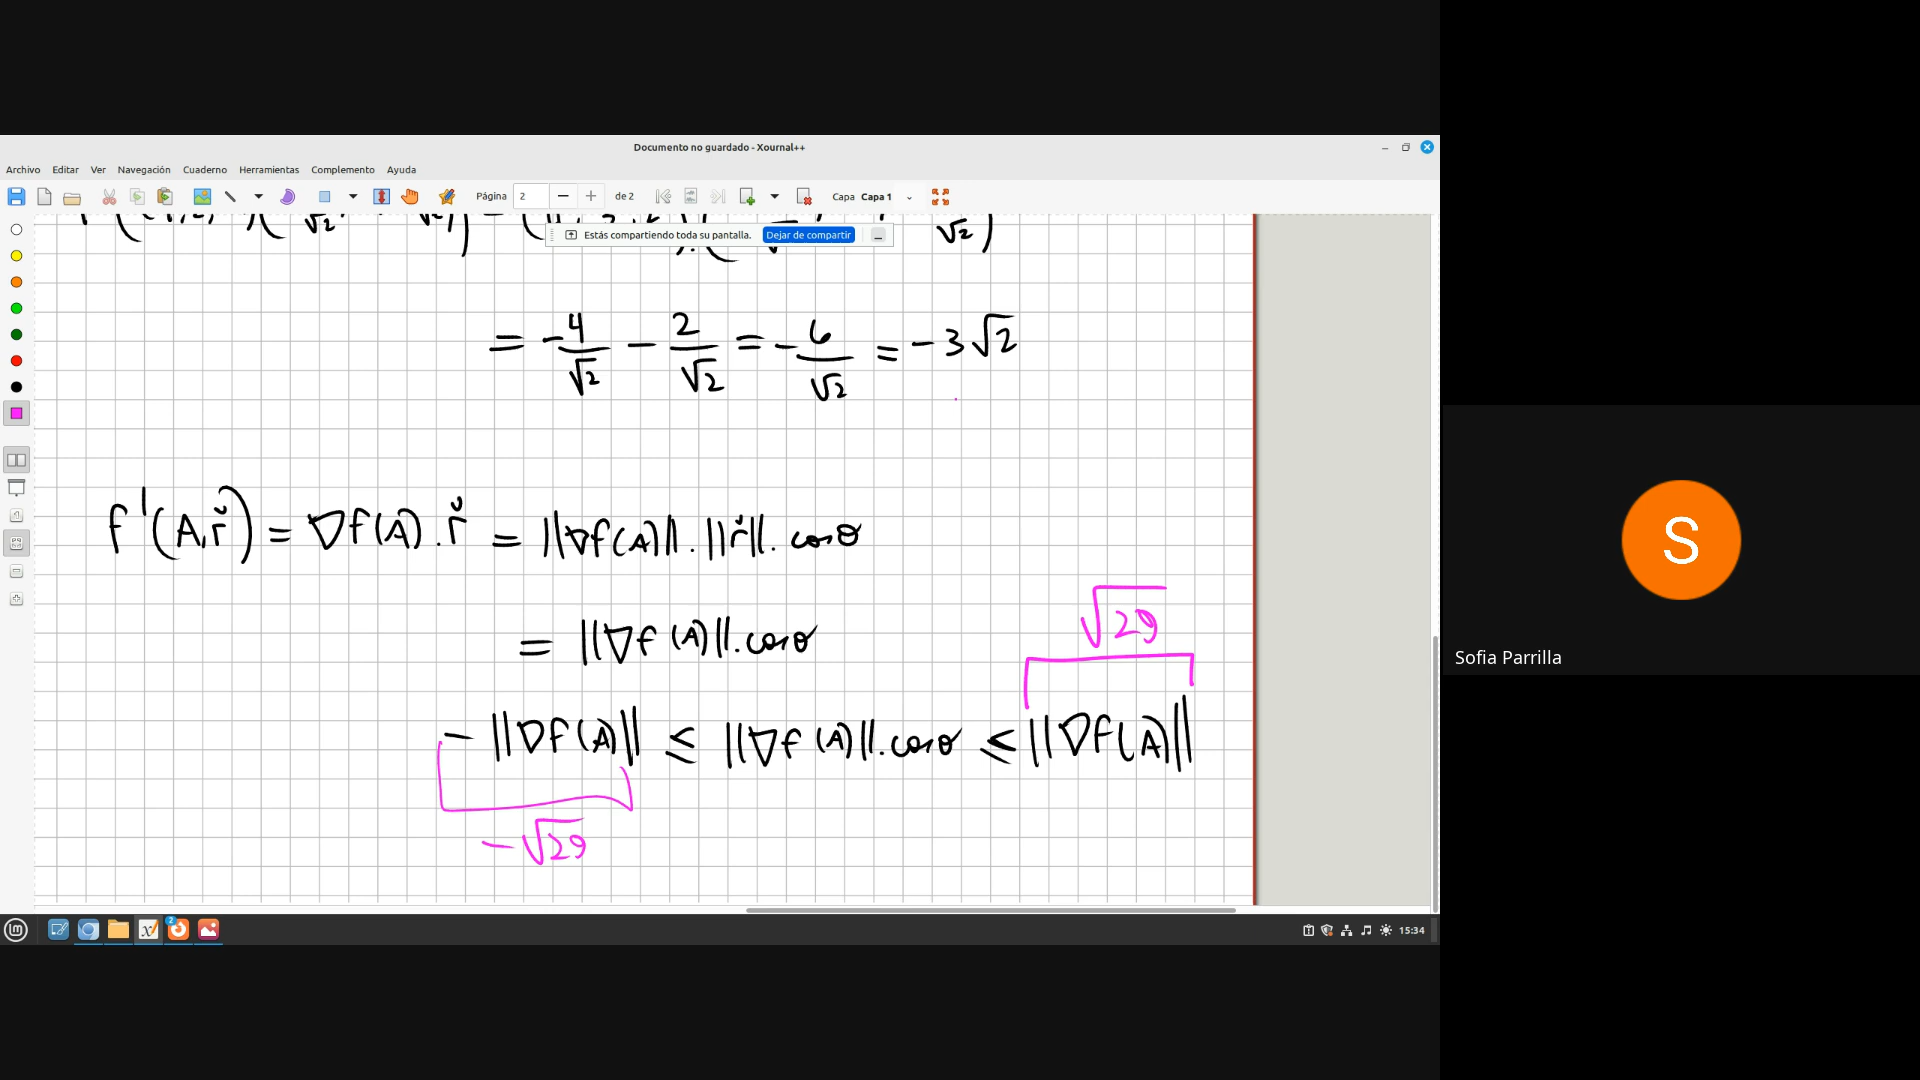 Documento no guardado - Xournal++
Archivo Editar Ver Navegación Cuaderno Herramientas Complemento Ayuda
Página 2 de 2 Capa Capa 1
Estás compartiendo toda su pantalla. Dejar de compartir
= -4/√2 - 2/√2 = -6/√2 = -3√2
f'(A,r̆) = ∇f(A) . r̆ = ||∇f(A)|| . ||r̆|| . cosθ
= ||∇f(A)|| . cosθ
√29
- ||∇f(A)|| ≤ ||∇f(A)|| . cosθ ≤ ||∇f(A)||
-√29
S
Sofia Parrilla
2
15:34